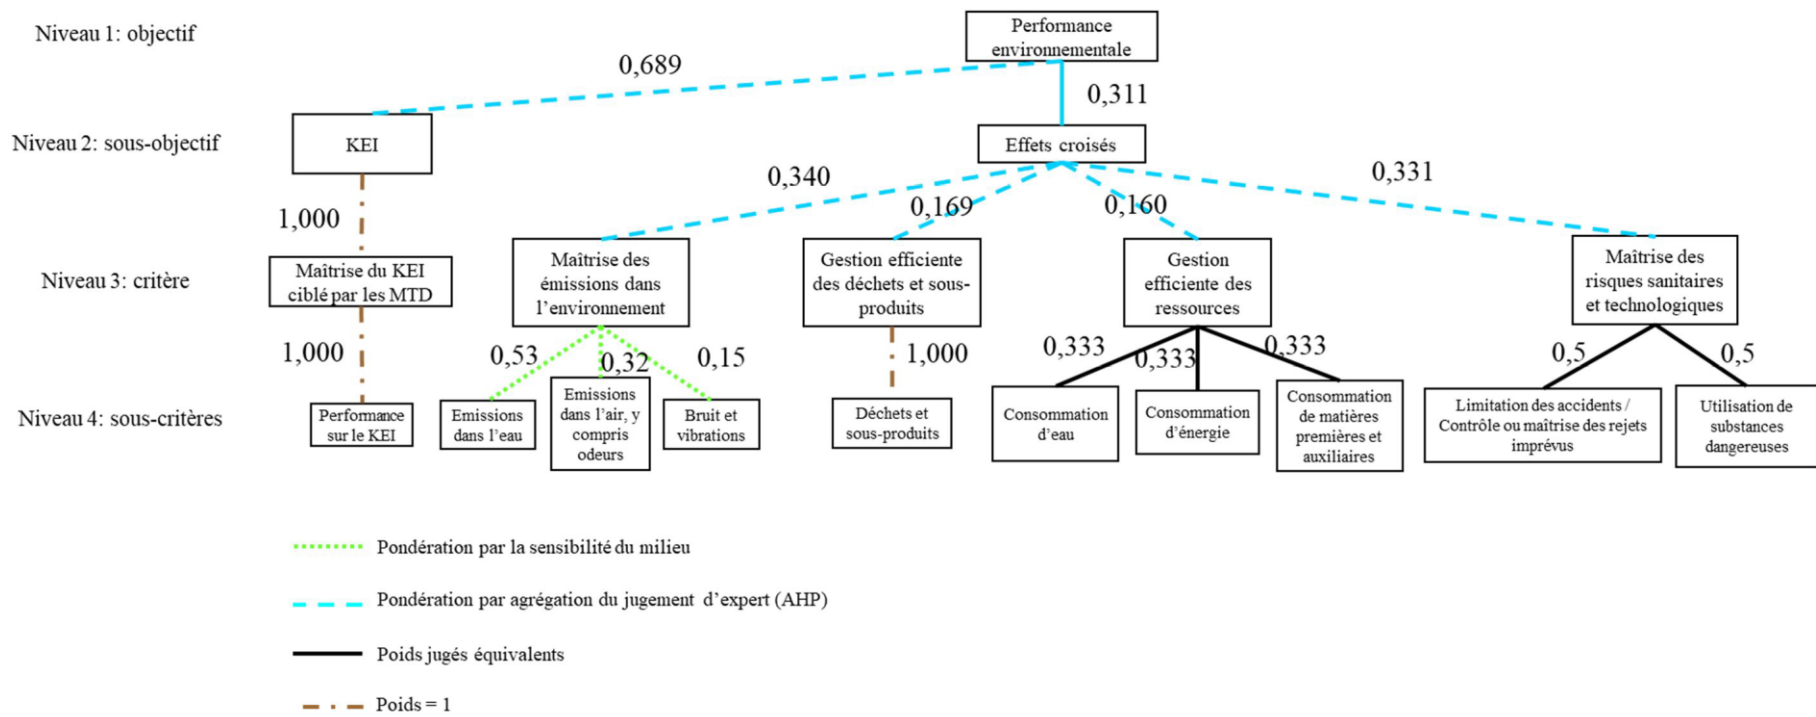 Niveau 1: objectif
Performance
environnementale
0,689
0,311
Niveau 2: sous-objectif
KEI
Effets croisés
0,340
0,169
0,160
0,331
1,000
Niveau 3: critère
Maîtrise du KEI
ciblé par les MTD
Maîtrise des
émissions dans
l’environnement
Gestion efficiente
des déchets et sous-
produits
Gestion
efficiente des
ressources
Maîtrise des
risques sanitaires
et technologiques
1,000
0,53
0,32
0,15
1,000
0,333
0,333
0,333
0,5
0,5
Niveau 4: sous-critères
Performance
sur le KEI
Emissions
dans l’eau
Emissions
dans l’air, y
compris
odeurs
Bruit et
vibrations
Déchets et
sous-produits
Consommation
d’eau
Consommation
d’énergie
Consommation
de matières
premières et
auxiliaires
Limitation des accidents /
Contrôle ou maîtrise des rejets
imprévus
Utilisation de
substances
dangereuses
Pondération par la sensibilité du milieu
Pondération par agrégation du jugement d’expert (AHP)
Poids jugés équivalents
Poids = 1